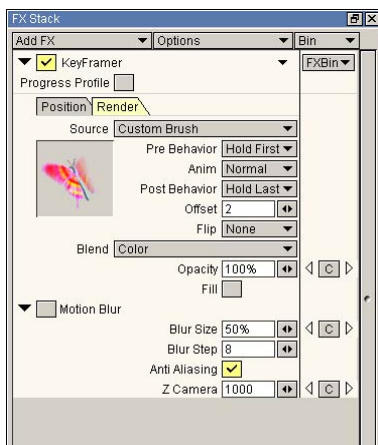 FX Stack
Add FX Options Bin
KeyFramer FXBin
Progress Profile
Position Render
Source Custom Brush
Pre Behavior Hold First
Anim Normal
Post Behavior Hold Last
Offset 2
Flip None
Blend Color
Opacity 100% C
Fill
Motion Blur
Blur Size 50% C
Blur Step 8
Anti Aliasing
Z Camera 1000 C